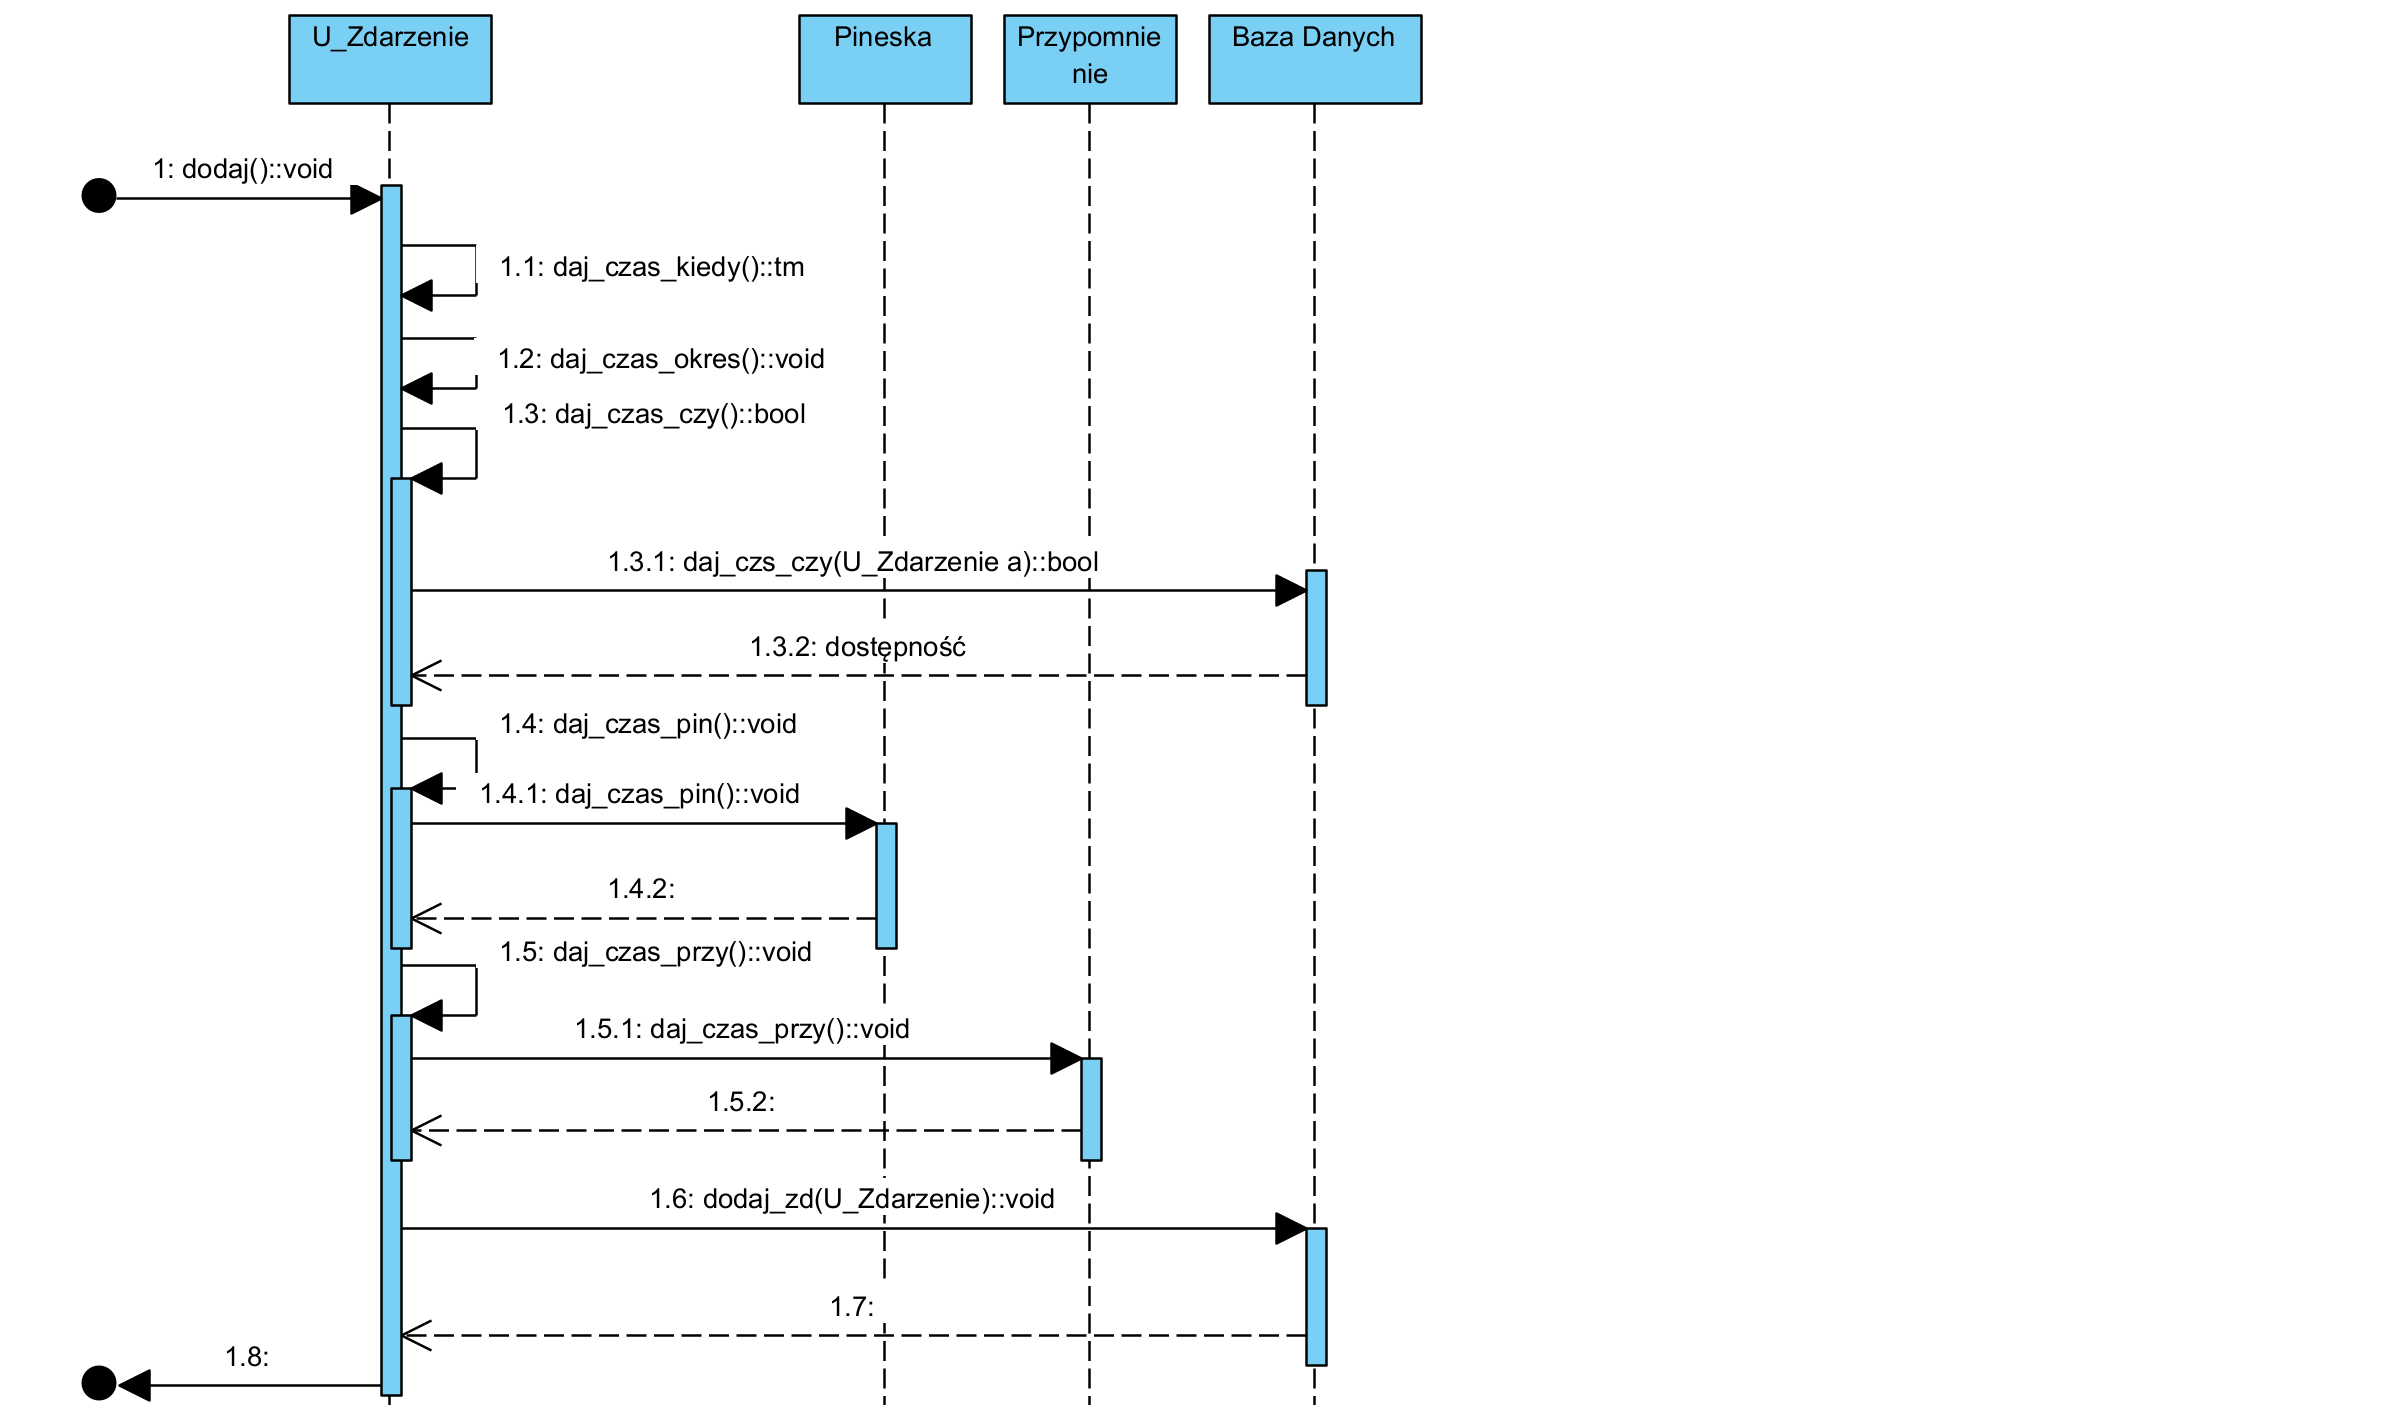 U_Zdarzenie
Pineska
Przypomnie
nie
Baza Danych
1: dodaj()::void
1.1: daj_czas_kiedy()::tm
1.2: daj_czas_okres()::void
1.3: daj_czas_czy()::bool
1.3.1: daj_czs_czy(U_Zdarzenie a)::bool
1.3.2: dostępność
1.4: daj_czas_pin()::void
1.4.1: daj_czas_pin()::void
1.4.2:
1.5: daj_czas_przy()::void
1.5.1: daj_czas_przy()::void
1.5.2:
1.6: dodaj_zd(U_Zdarzenie)::void
1.7:
1.8: